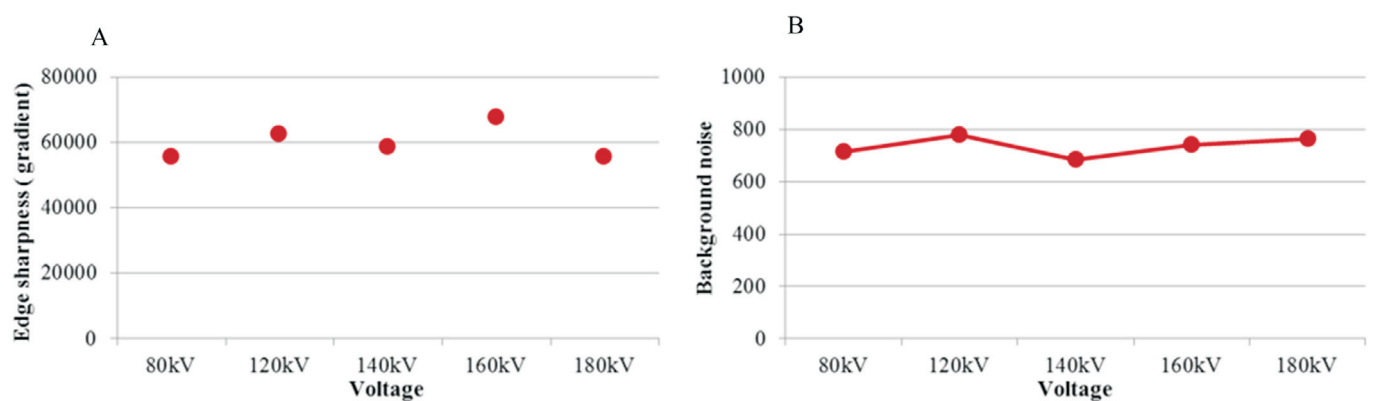 A
Edge sharpness ( gradient)
80000
60000
40000
20000
0
80kV 120kV 140kV 160kV 180kV
Voltage
B
Background noise
1000
800
600
400
200
0
80kV 120kV 140kV 160kV 180kV
Voltage